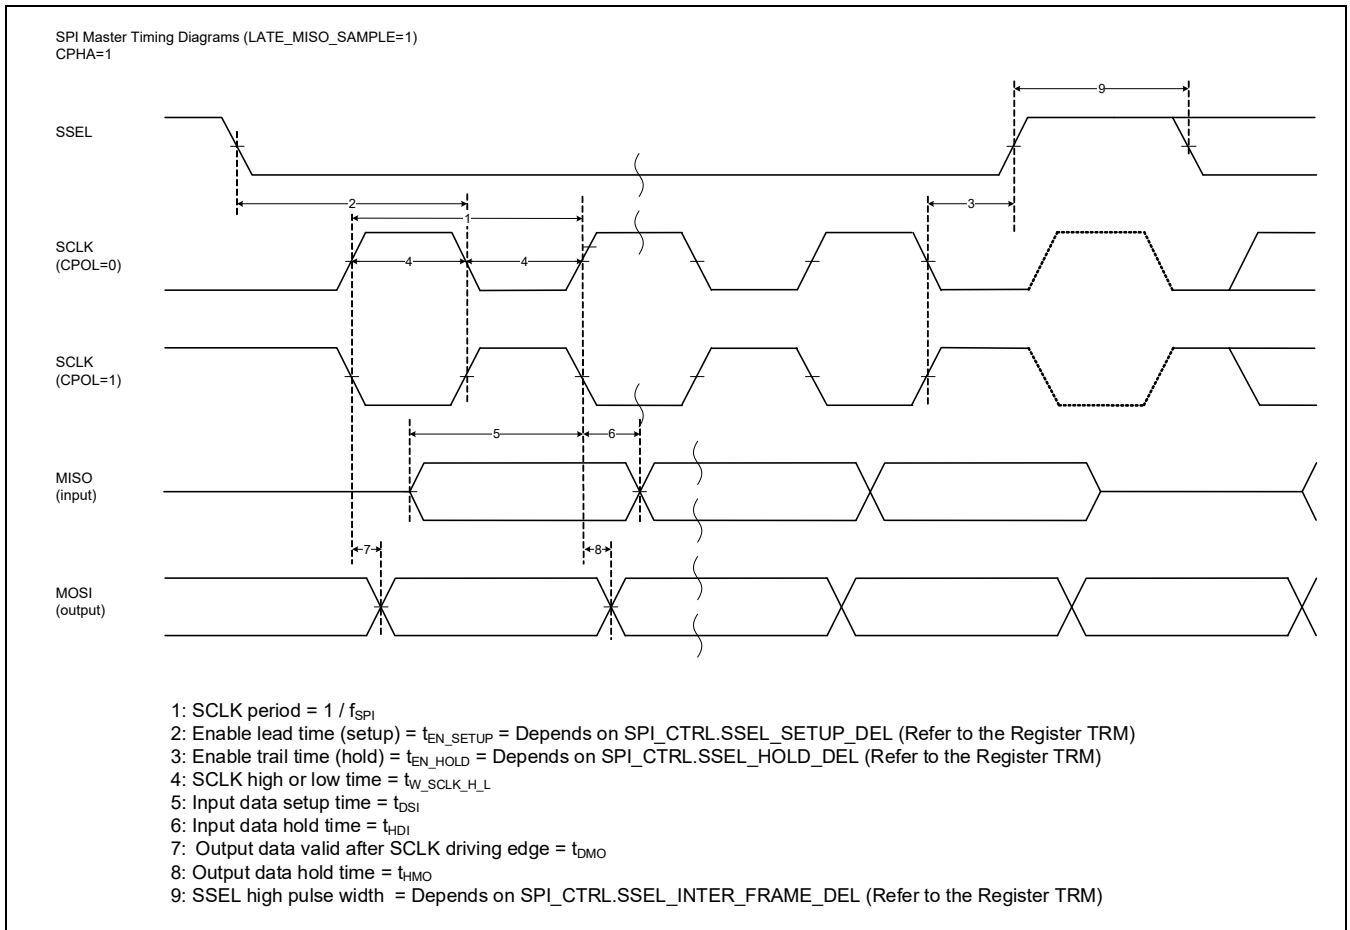 SPI Master Timing Diagrams (LATE_MISO_SAMPLE=1)
CPHA=1
9
SSEL
2
3
1
SCLK
(CPOL=0)
4
4
SCLK
(CPOL=1)
5
6
MISO
(input)
7
8
MOSI
(output)
1: SCLK period = 1 / fSPI
2: Enable lead time (setup) = tEN_SETUP = Depends on SPI_CTRL.SSEL_SETUP_DEL (Refer to the Register TRM)
3: Enable trail time (hold) = tEN_HOLD = Depends on SPI_CTRL.SSEL_HOLD_DEL (Refer to the Register TRM)
4: SCLK high or low time = tW_SCLK_H_L
5: Input data setup time = tDSI
6: Input data hold time = tHDI
7: Output data valid after SCLK driving edge = tDMO
8: Output data hold time = tHMO
9: SSEL high pulse width = Depends on SPI_CTRL.SSEL_INTER_FRAME_DEL (Refer to the Register TRM)